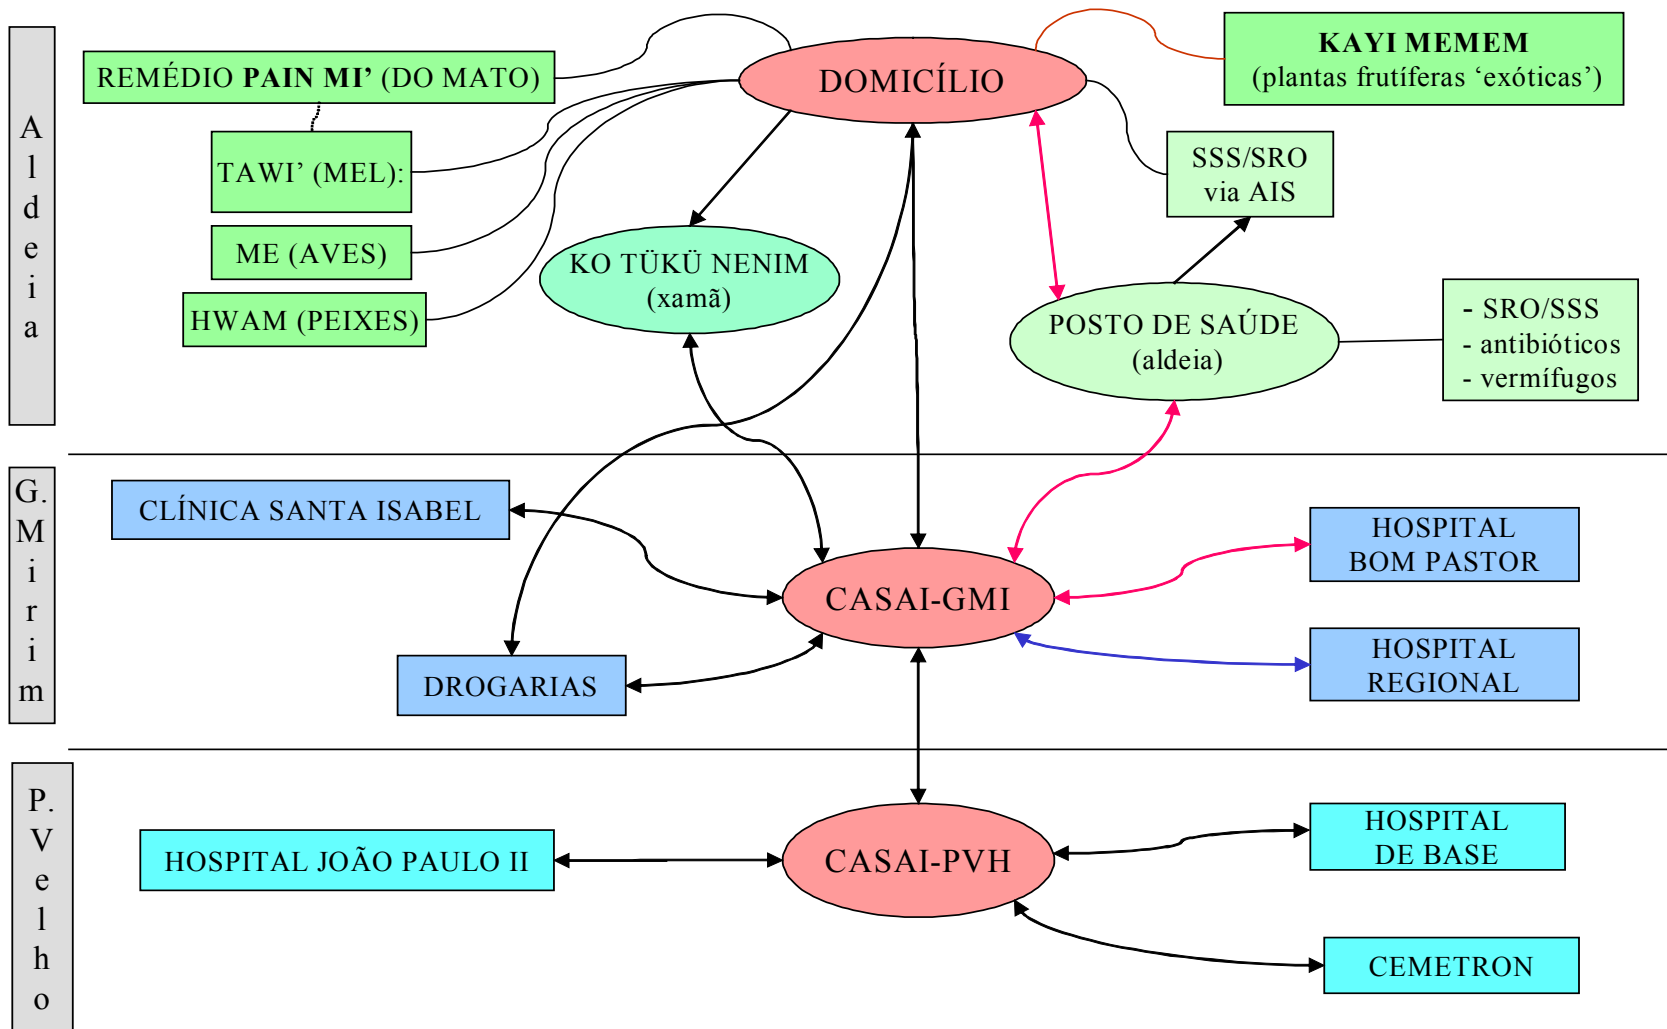 Aldeia
REMÉDIO PAIN MI’ (DO MATO)
TAWI’ (MEL):
ME (AVES)
HWAM (PEIXES)
DOMICÍLIO
KO TÜKÜ NENIM
(xamã)
KAYI MEMEM
(plantas frutíferas ‘exóticas’)
SSS/SRO
via AIS
POSTO DE SAÚDE
(aldeia)
- SRO/SSS
- antibióticos
- vermífugos
G. Mirim
CLÍNICA SANTA ISABEL
DROGARIAS
CASAI-GMI
HOSPITAL
BOM PASTOR
HOSPITAL
REGIONAL
P. Velho
HOSPITAL JOÃO PAULO II
CASAI-PVH
HOSPITAL
DE BASE
CEMETRON